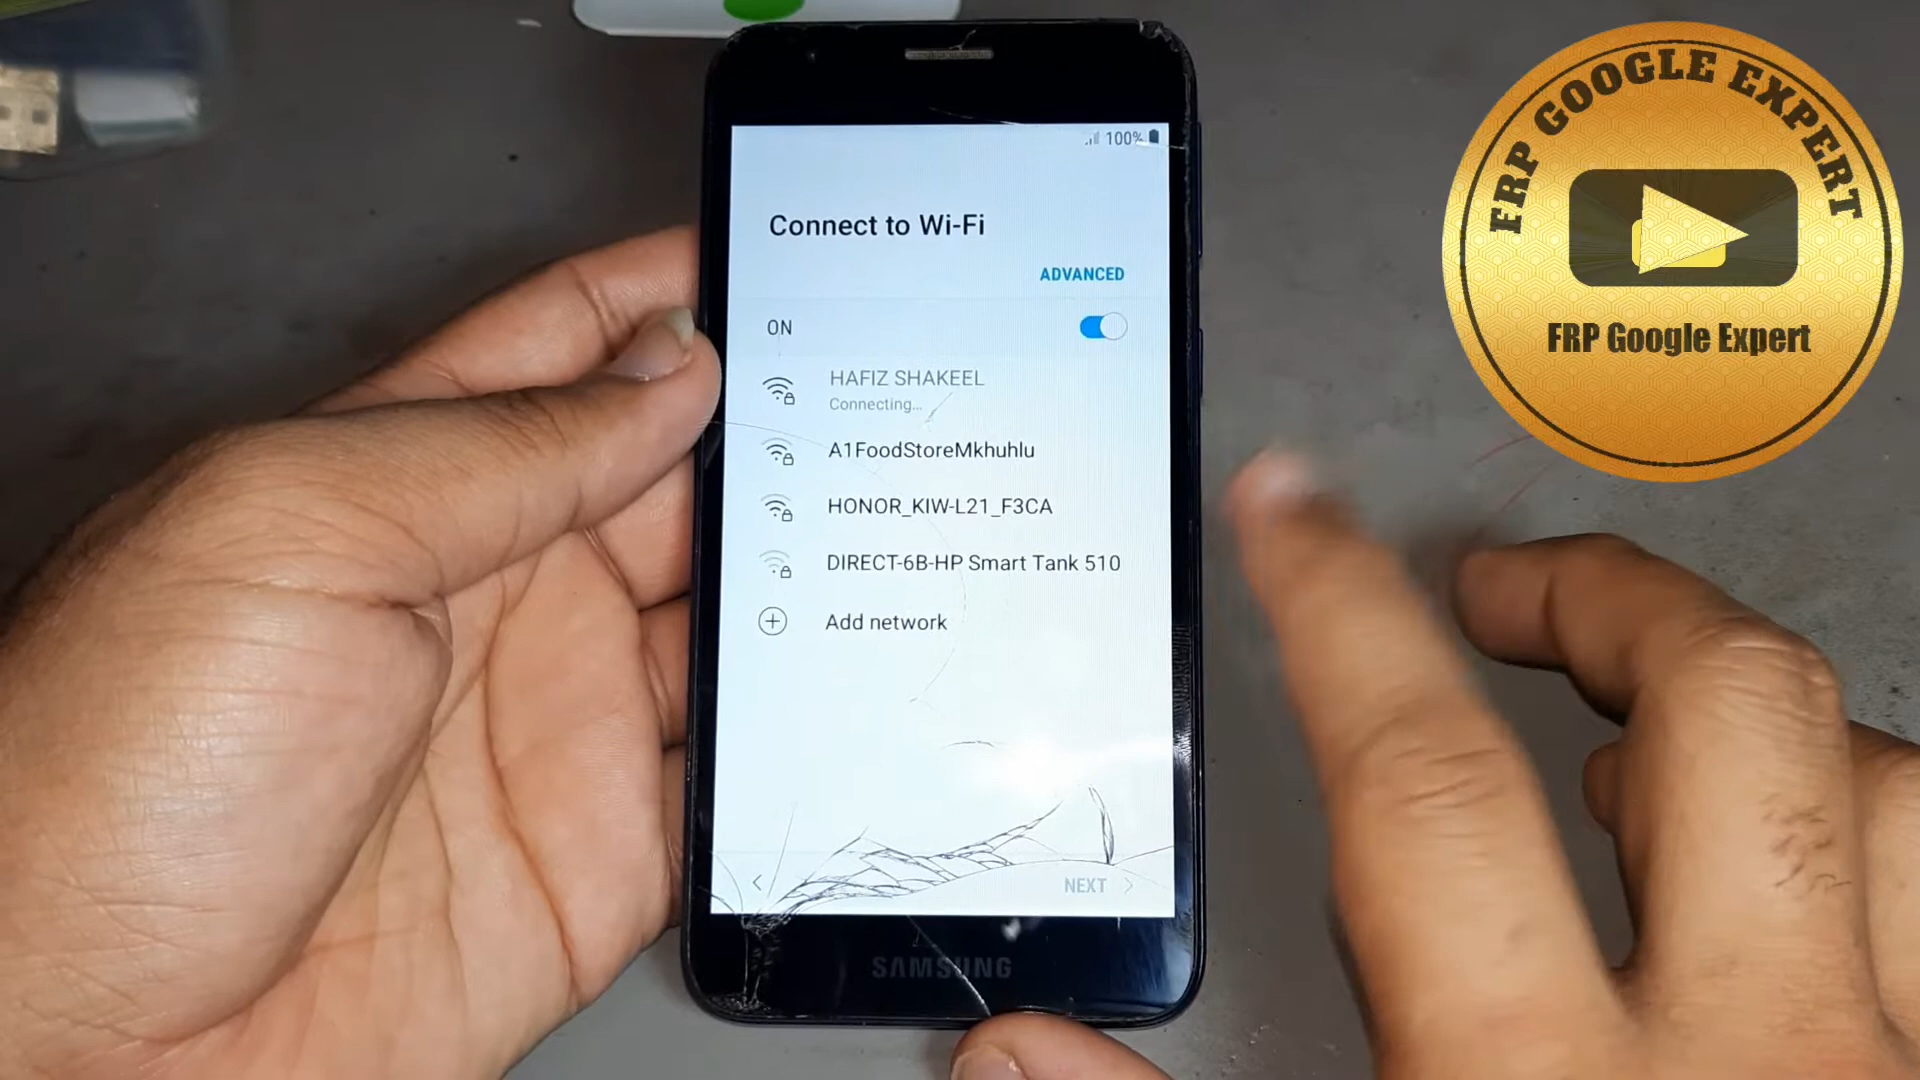 100%
Connect to Wi-Fi
ADVANCED
ON
HAFIZ SHAKEEL
Connecting...
A1FoodStoreMkhuhlu
HONOR_KIW-L21_F3CA
DIRECT-6B-HP Smart Tank 510
Add network
NEXT
SAMSUNG
FRP GOOGLE EXPERT
FRP Google Expert